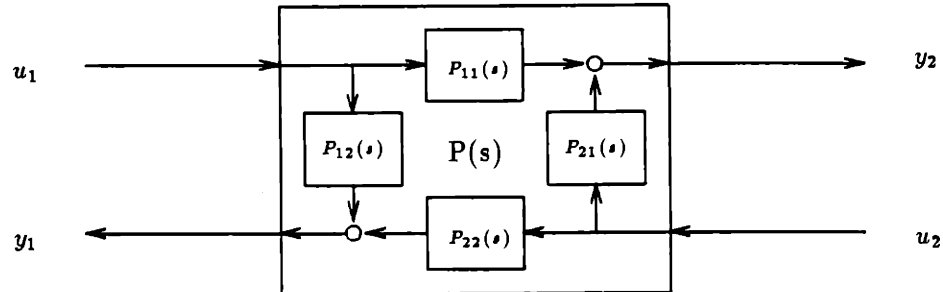 u₁ P₁₁(s) y₂
P₁₂(s) P(s) P₂₁(s)
y₁ P₂₂(s) u₂